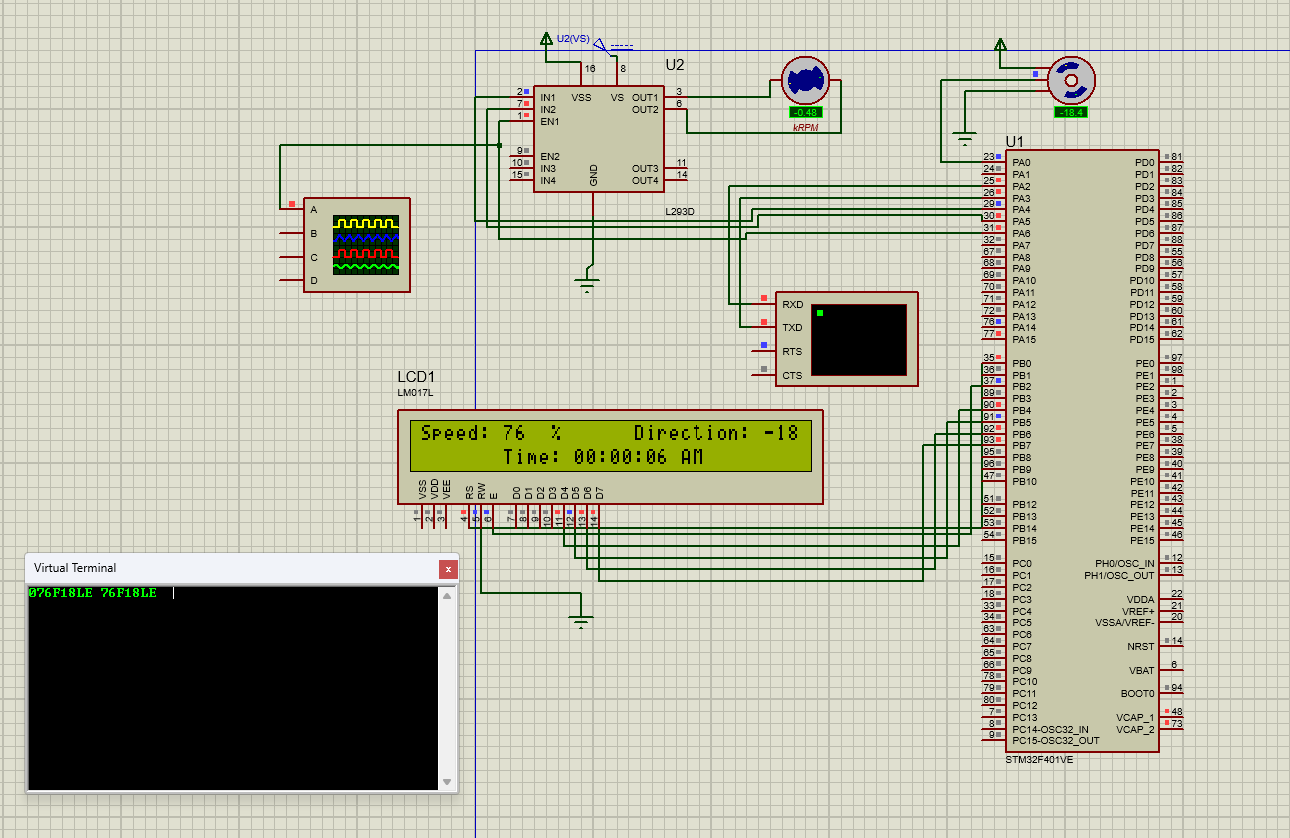 U2(VS)
U2
16
8
2
7
1
9
10
15
IN1
IN2
EN1
EN2
IN3
IN4
VSS
VS
GND
OUT1
OUT2
OUT3
OUT4
3
6
11
14
L293D
-0.48
kRPM
-18.4
A
B
C
D
RXD
TXD
RTS
CTS
LCD1
LM017L
Speed: 76 % Direction: -18
Time: 00:00:06 AM
VSS
VDD
VEE
RS
RW
E
D0
D1
D2
D3
D4
D5
D6
D7
1
2
3
4
5
6
7
8
9
10
11
12
13
14
Virtual Terminal
x
076F18LE 76F18LE
U1
23 PA0 PD0 81
24 PA1 PD1 82
25 PA2 PD2 83
26 PA3 PD3 84
29 PA4 PD4 85
30 PA5 PD5 86
31 PA6 PD6 87
32 PA7 PD7 88
67 PA8 PD8 55
68 PA9 PD9 56
69 PA10 PD10 57
70 PA11 PD11 58
71 PA12 PD12 59
72 PA13 PD13 60
76 PA14 PD14 61
77 PA15 PD15 62
35 PB0 PE0 97
36 PB1 PE1 98
37 PB2 PE2 1
89 PB3 PE3 2
90 PB4 PE4 3
91 PB5 PE5 4
92 PB6 PE6 5
93 PB7 PE7 38
95 PB8 PE8 39
96 PB9 PE9 40
47 PB10 PE10 41
PE11 42
51 PB12 PE12 43
52 PB13 PE13 44
53 PB14 PE14 45
54 PB15 PE15 46
15 PC0 PH0/OSC_IN 12
16 PC1 PH1/OSC_OUT 13
17 PC2
18 PC3 VDDA 22
33 PC4 VREF+ 21
34 PC5 VSSA/VREF- 20
63 PC6
64 PC7 NRST 14
65 PC8
66 PC9 VBAT 6
78 PC10
79 PC11 BOOT0 94
80 PC12
7 PC13 VCAP_1 48
8 PC14-OSC32_IN VCAP_2 73
9 PC15-OSC32_OUT
STM32F401VE